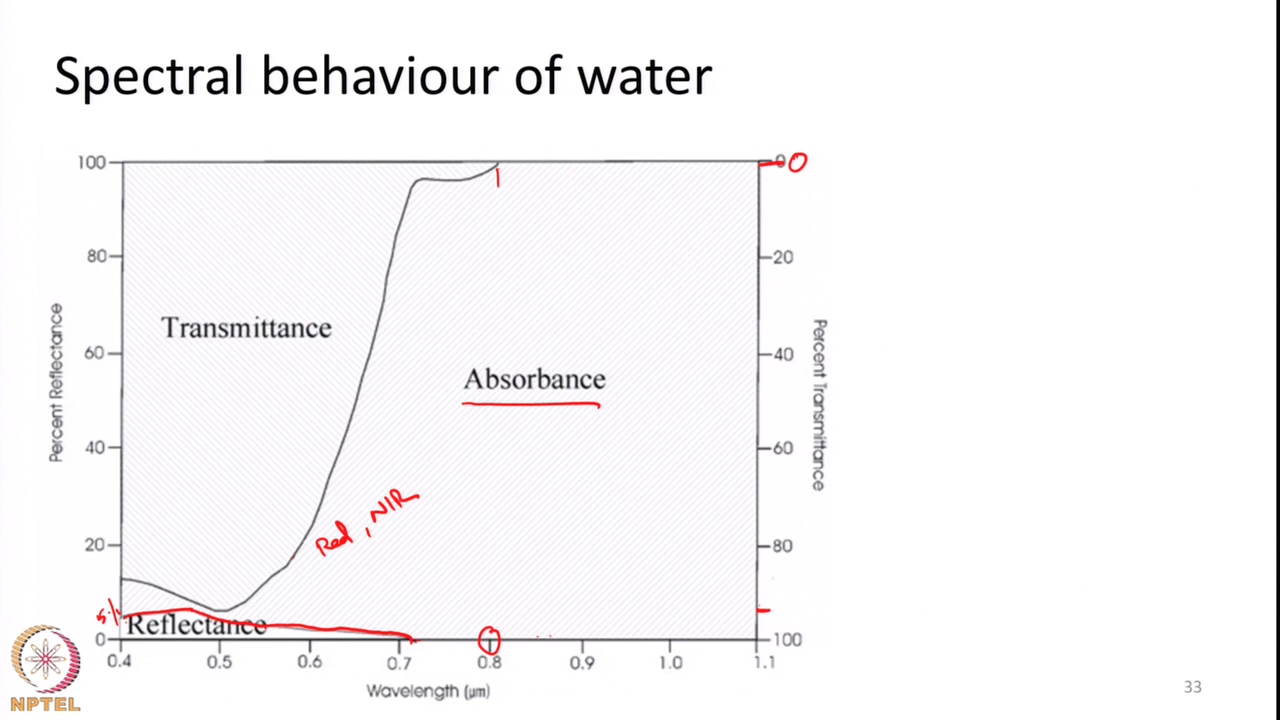 Spectral behaviour of water
100
80
60
40
20
0
Percent Reflectance
5%
Transmittance
Absorbance
Reflectance
Red, NIR
0 0
20
40
60
80
100
Percent Transmittance
0.4 0.5 0.6 0.7 0.8 0.9 1.0 1.1
Wavelength (μm)
NPTEL
33